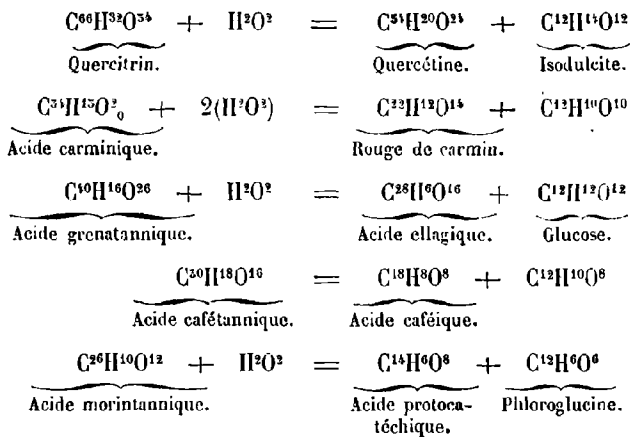 C⁶⁶H³²O³⁴ + H²O² = C⁵⁴H²⁰O²⁴ + C¹²H¹⁴O¹²
Quercitrin. Quercétine. Isodulcite.
C³⁴H¹⁵O²₀ + 2(H²O²) = C²²H¹²O¹⁴ + C¹²H¹⁰O¹⁰
Acide carminique. Rouge de carmin.
C⁴⁰H¹⁶O²⁶ + H²O² = C²⁸H⁶O¹⁶ + C¹²H¹²O¹²
Acide grenatannique. Acide ellagique. Glucose.
C³⁰H¹⁸O¹⁶ = C¹⁸H⁸O⁸ + C¹²H¹⁰O⁸
Acide cafétannique. Acide caféique.
C²⁶H¹⁰O¹² + H²O² = C¹⁴H⁶O⁸ + C¹²H⁶O⁶
Acide morintannique. Acide protoca- Phloroglucine.
téchique.